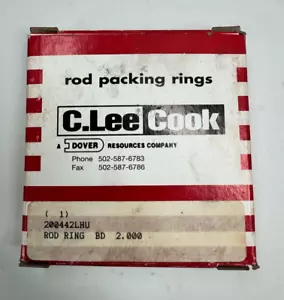 rod packing rings
C.Lee Cook
A DOVER RESOURCES COMPANY
Phone 502-587-6783
Fax 502-587-6786
( 1)
200442LHU
ROD RING BD 2.000